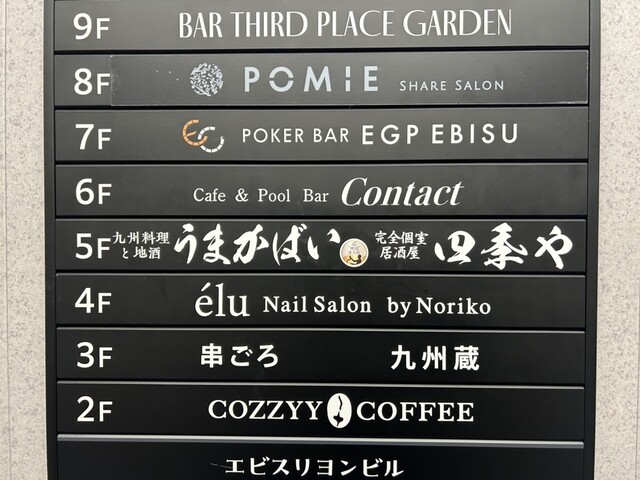 9F BAR THIRD PLACE GARDEN
8F POMIE SHARE SALON
7F POKER BAR EGP EBISU
6F Cafe & Pool Bar Contact
5F 九州料理と地酒 うまかばい 完全個室居酒屋 四季や
4F élu Nail Salon by Noriko
3F 串ごろ 九州蔵
2F COZZYY COFFEE
エビスリヨンビル